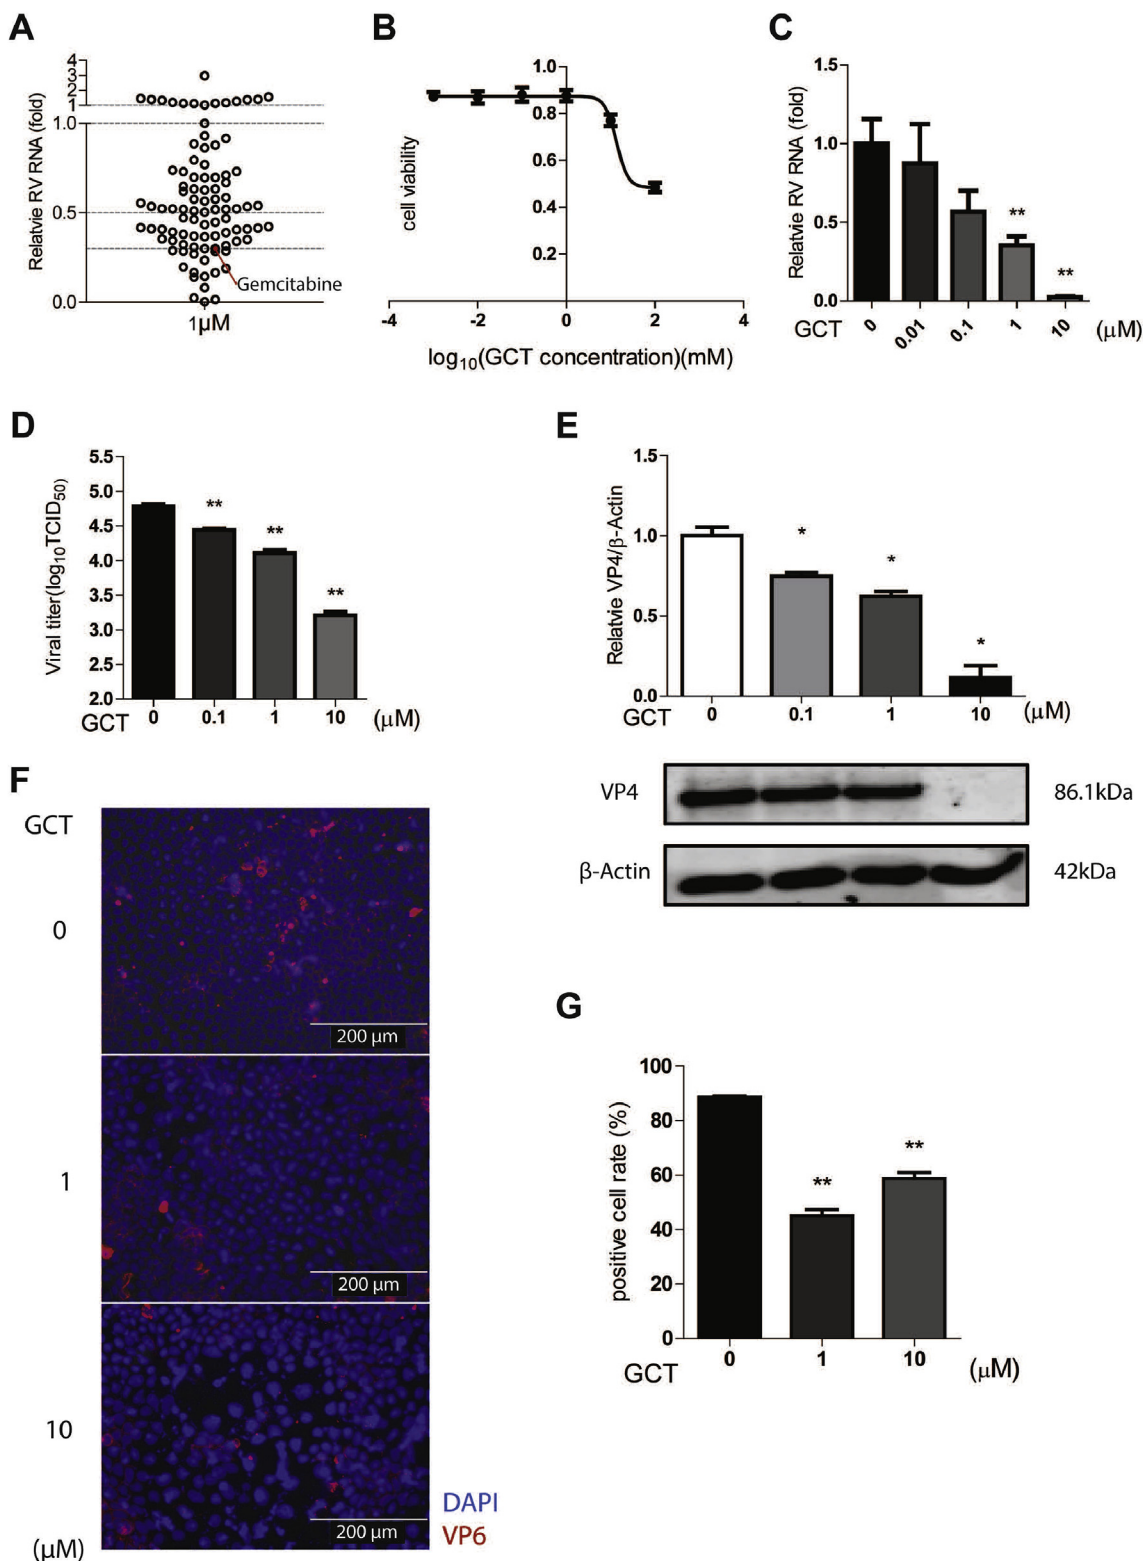 A
Relatvie RV RNA (fold)
4
3
2
1
1.0
0.5
0.0
Gemcitabine
1μM
B
cell viability
1.0
0.8
0.6
0.4
0.2
-4 -2 0 2 4
log10(GCT concentration)(mM)
C
Relatvie RV RNA (fold)
1.5
1.0
0.5
0.0
** **
GCT 0 0.01 0.1 1 10 (μM)
D
Viral titer(log10TCID50)
5.5
5.0
4.5
4.0
3.5
3.0
2.5
2.0
** ** **
GCT 0 0.1 1 10 (μM)
E
Relatvie VP4/β-Actin
1.5
1.0
0.5
0.0
* * *
GCT 0 0.1 1 10 (μM)
VP4 86.1kDa
β-Actin 42kDa
F
GCT
0
200 μm
1
200 μm
10
200 μm
(μM)
DAPI
VP6
G
positive cell rate (%)
100
80
60
40
20
0
** **
GCT 0 1 10 (μM)